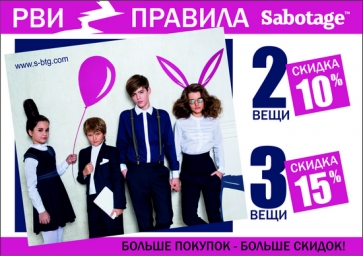 РВИ ПРАВИЛА Sabotage™
www.s-btg.com
2 ВЕЩИ СКИДКА 10%
3 ВЕЩИ СКИДКА 15%
БОЛЬШЕ ПОКУПОК - БОЛЬШЕ СКИДОК!